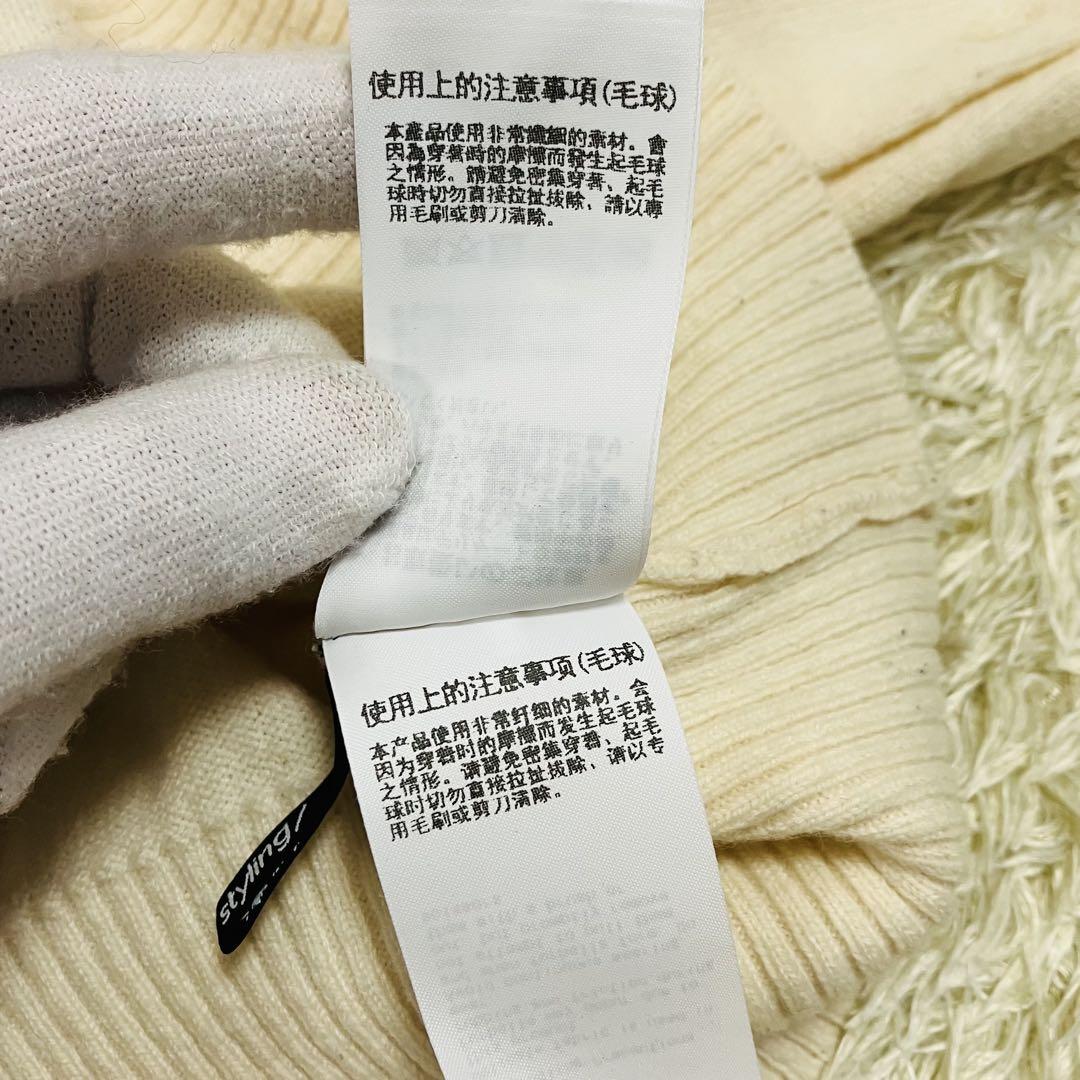 使用上的注意事項(毛球)
本產品使用非常纖細的素材。會
因為穿著時的摩擦而發生起毛球
之情形。請避免密集穿著、起毛
球時切勿直接拉扯拔除、請以專
用毛刷或剪刀清除。
使用上的注意事项(毛球)
本产品使用非常纤细的素材。会
因为穿着时的摩擦而发生起毛球
之情形。请避免密集穿着、起毛
球时切勿直接拉扯拔除、请以专
用毛刷或剪刀清除。
styling/